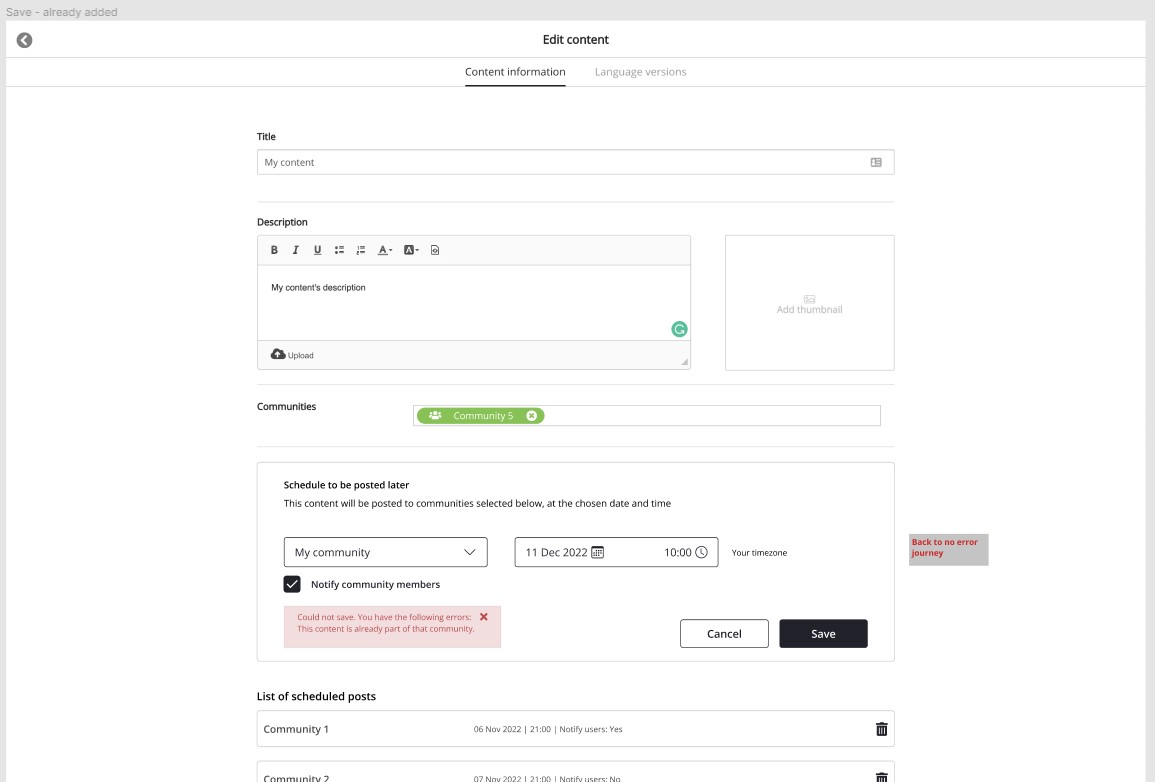 Save - already added
Edit content
Content information
Language versions
Title
My content
Description
B I U A A
My content's description
G
Upload
Add thumbnail
Communities
Community 5
Schedule to be posted later
This content will be posted to communities selected below, at the chosen date and time
My community
11 Dec 2022
10:00
Your timezone
Back to no error
journey
Notify community members
Could not save. You have the following errors:
This content is already part of that community.
Cancel
Save
List of scheduled posts
Community 1
06 Nov 2022 | 21:00 | Notify users: Yes
Community 2
07 Nov 2022 | 21:00 | Notify users: No